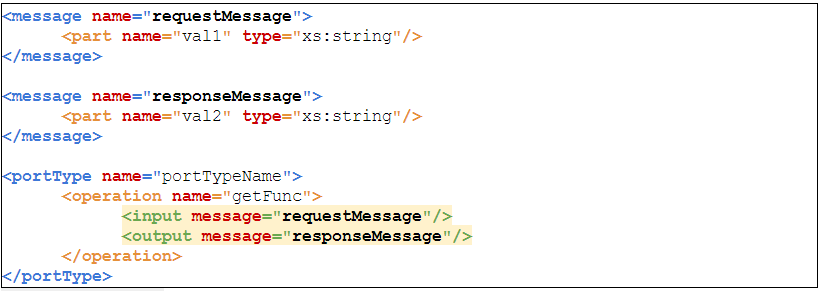 <message name="requestMessage">
<part name="val1" type="xs:string"/>
</message>
<message name="responseMessage">
<part name="val2" type="xs:string"/>
</message>
<portType name="portTypeName">
<operation name="getFunc">
<input message="requestMessage"/>
<output message="responseMessage"/>
</operation>
</portType>